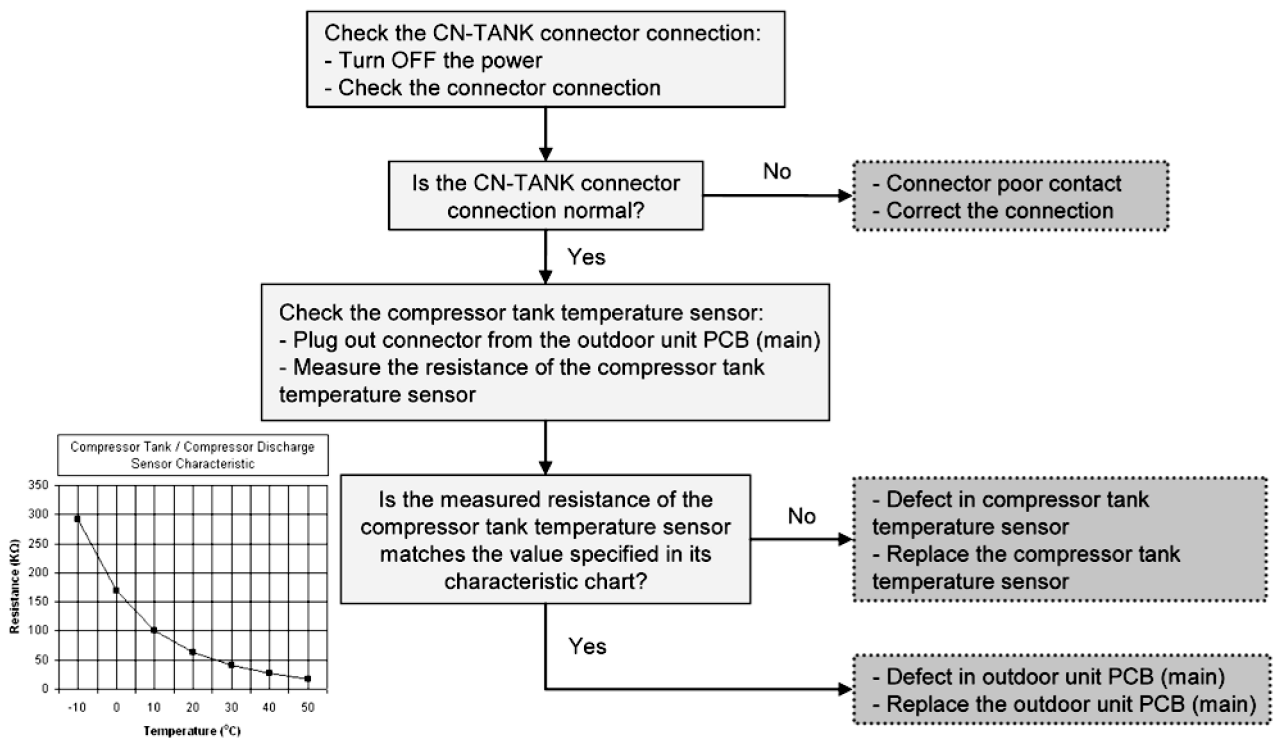 Check the CN-TANK connector connection:
- Turn OFF the power
- Check the connector connection
Is the CN-TANK connector
connection normal?
No
- Connector poor contact
- Correct the connection
Yes
Check the compressor tank temperature sensor:
- Plug out connector from the outdoor unit PCB (main)
- Measure the resistance of the compressor tank
temperature sensor
Compressor Tank / Compressor Discharge
Sensor Characteristic
Resistance (KΩ)
350
300
250
200
150
100
50
0
-10 0 10 20 30 40 50
Temperature (°C)
Is the measured resistance of the
compressor tank temperature sensor
matches the value specified in its
characteristic chart?
No
- Defect in compressor tank
temperature sensor
- Replace the compressor tank
temperature sensor
Yes
- Defect in outdoor unit PCB (main)
- Replace the outdoor unit PCB (main)